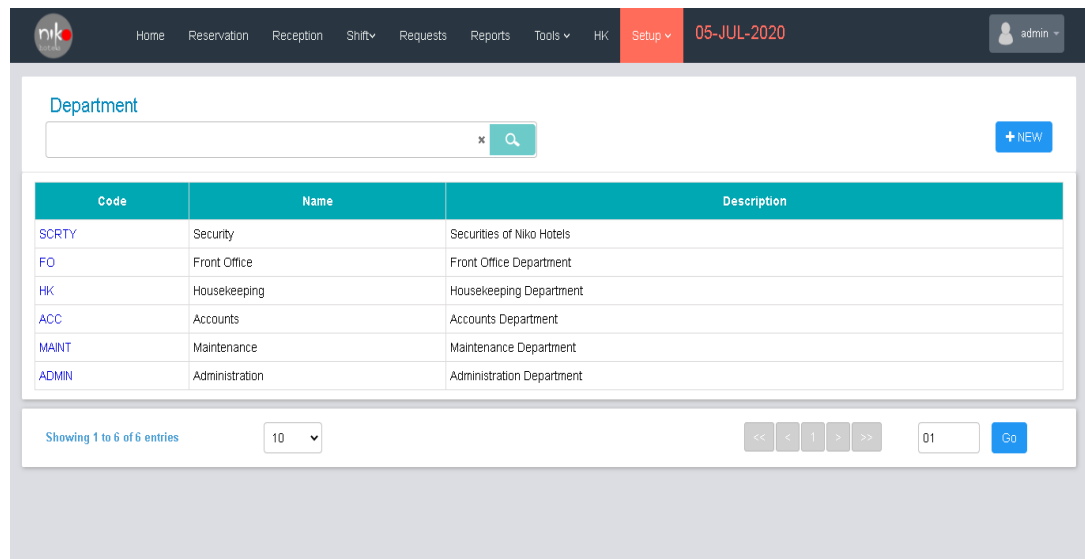 niko
hotels
Home Reservation Reception Shift Requests Reports Tools HK Setup 05-JUL-2020 admin
Department
× + NEW
Code Name Description
SCRTY Security Securities of Niko Hotels
FO Front Office Front Office Department
HK Housekeeping Housekeeping Department
ACC Accounts Accounts Department
MAINT Maintenance Maintenance Department
ADMIN Administration Administration Department
Showing 1 to 6 of 6 entries 10 << < 1 > >> 01 Go